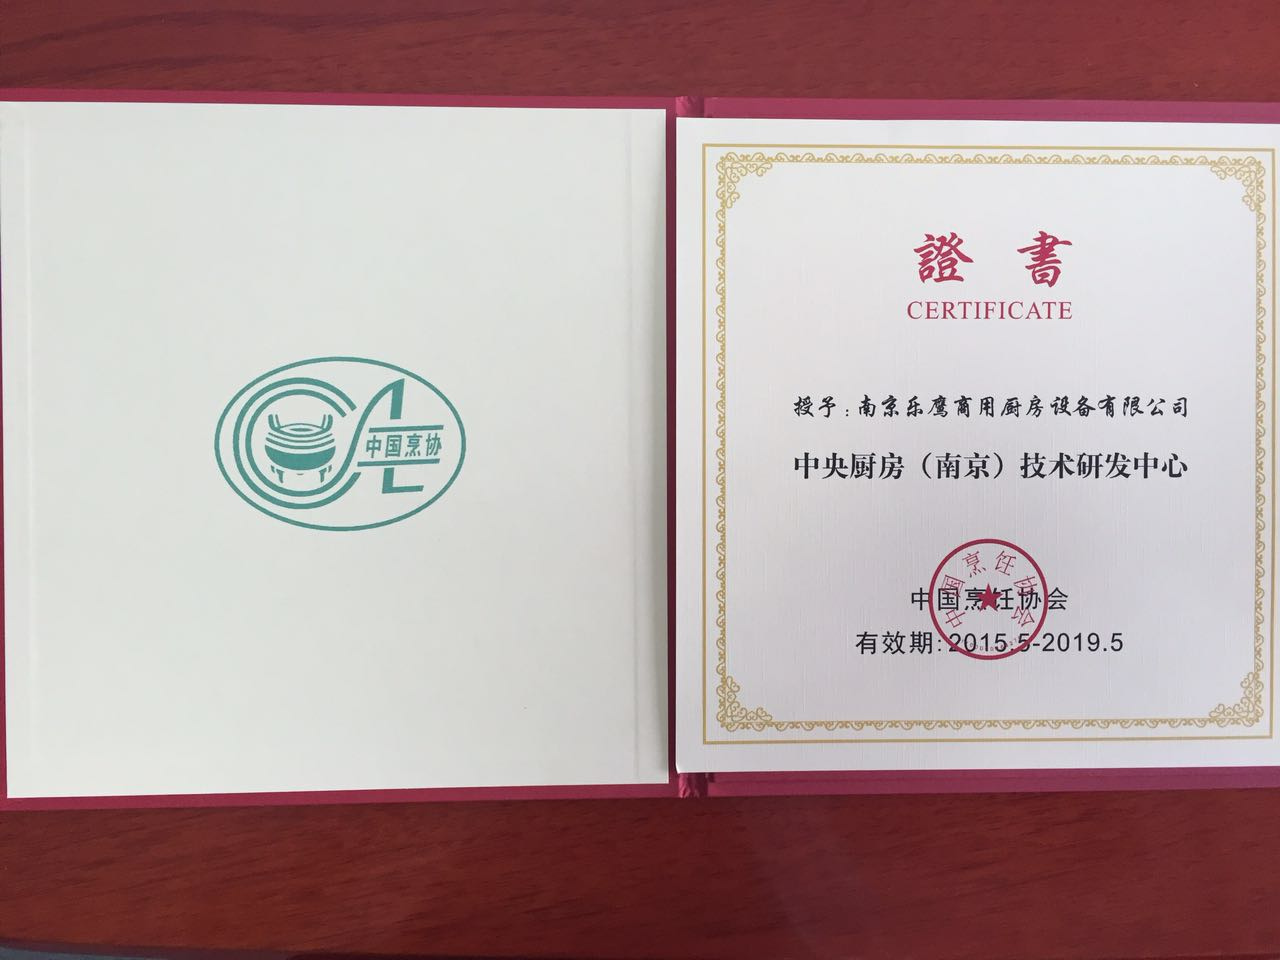 中国烹协
證書
CERTIFICATE
授予:南京乐鹰商用厨房设备有限公司
中央厨房（南京）技术研发中心
中国烹饪协会
中国烹饪协会
有效期:2015.5-2019.5